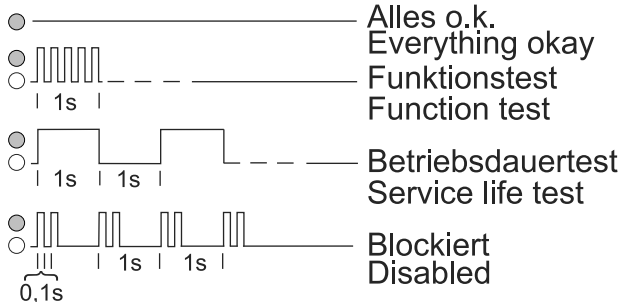 Alles o.k.
Everything okay
Funktionstest
1s
Function test
Betriebsdauertest
1s 1s
Service life test
Blockiert
1s 1s
Disabled
0,1s